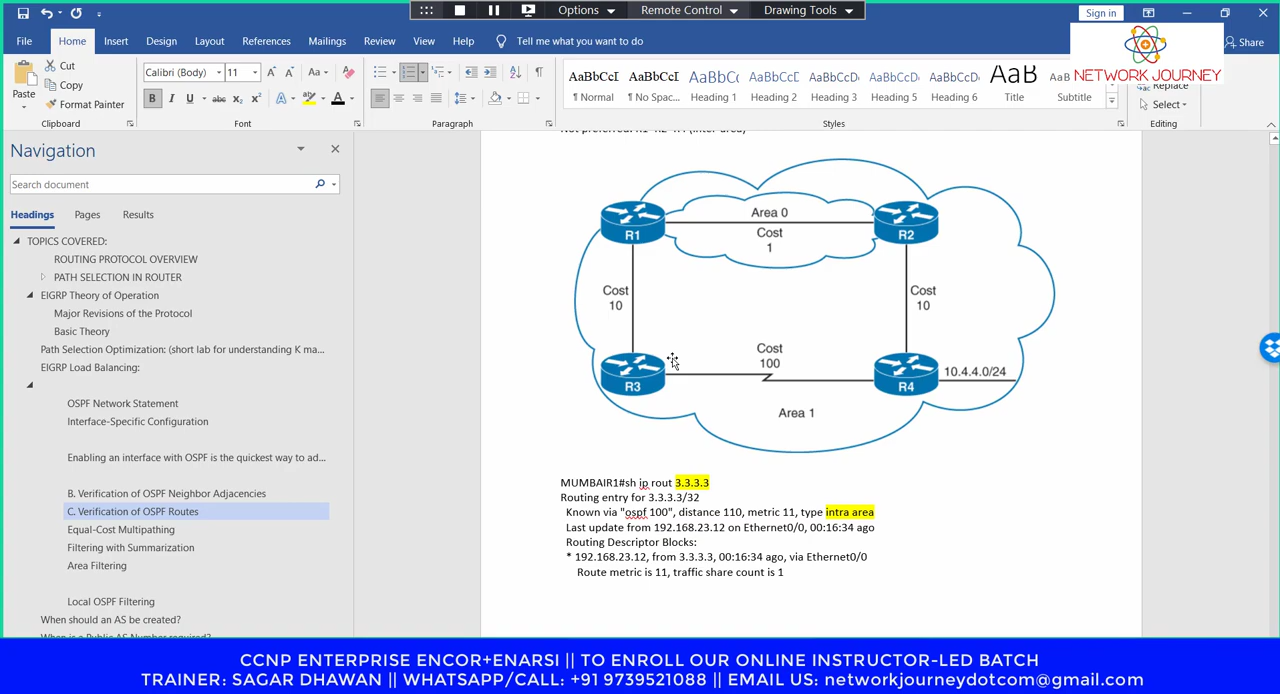 Options
Remote Control
Drawing Tools
Sign in
File Home Insert Design Layout References Mailings Review View Help Tell me what you want to do
Share
NETWORK JOURNEY
Paste
Cut
Copy
Format Painter
Clipboard
Calibri (Body) 11
Font
Paragraph
AaBbCcI AaBbCcI AaBbC( AaBbCcI AaBbCcD AaBbCcD AaBbCcD AaB
¶ Normal ¶ No Spac... Heading 1 Heading 2 Heading 3 Heading 5 Heading 6 Title Subtitle
Styles
Replace
Select
Editing
Navigation
Search document
Headings Pages Results
TOPICS COVERED:
ROUTING PROTOCOL OVERVIEW
PATH SELECTION IN ROUTER
EIGRP Theory of Operation
Major Revisions of the Protocol
Basic Theory
Path Selection Optimization: (short lab for understanding K ma...
EIGRP Load Balancing:
OSPF Network Statement
Interface-Specific Configuration
Enabling an interface with OSPF is the quickest way to ad...
B. Verification of OSPF Neighbor Adjacencies
C. Verification of OSPF Routes
Equal-Cost Multipathing
Filtering with Summarization
Area Filtering
Local OSPF Filtering
When should an AS be created?
When is a Public AS Number required?
R1
Area 0
Cost
1
R2
Cost
10
Cost
10
R3
Cost
100
R4
10.4.4.0/24
Area 1
MUMBAIR1#sh ip rout 3.3.3.3
Routing entry for 3.3.3.3/32
Known via "ospf 100", distance 110, metric 11, type intra area
Last update from 192.168.23.12 on Ethernet0/0, 00:16:34 ago
Routing Descriptor Blocks:
* 192.168.23.12, from 3.3.3.3, 00:16:34 ago, via Ethernet0/0
Route metric is 11, traffic share count is 1
CCNP ENTERPRISE ENCOR+ENARSI || TO ENROLL OUR ONLINE INSTRUCTOR-LED BATCH
TRAINER: SAGAR DHAWAN || WHATSAPP/CALL: +91 9739521088 || EMAIL US: networkjourneydotcom@gmail.com